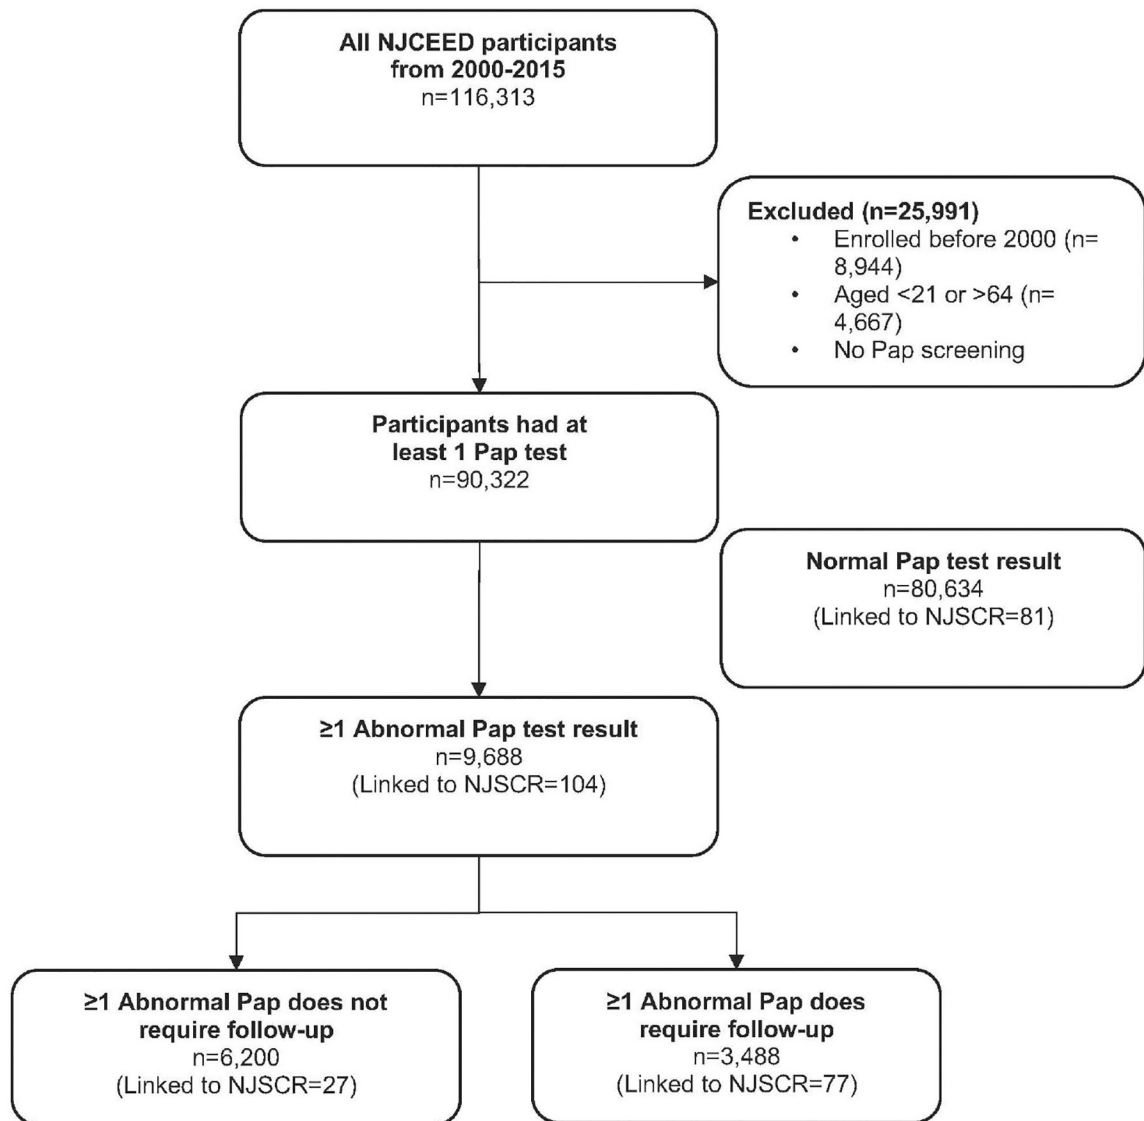 All NJCEED participants
from 2000-2015
n=116,313
Excluded (n=25,991)
• Enrolled before 2000 (n=
8,944)
• Aged <21 or >64 (n=
4,667)
• No Pap screening
Participants had at
least 1 Pap test
n=90,322
Normal Pap test result
n=80,634
(Linked to NJSCR=81)
≥1 Abnormal Pap test result
n=9,688
(Linked to NJSCR=104)
≥1 Abnormal Pap does not
require follow-up
n=6,200
(Linked to NJSCR=27)
≥1 Abnormal Pap does
require follow-up
n=3,488
(Linked to NJSCR=77)